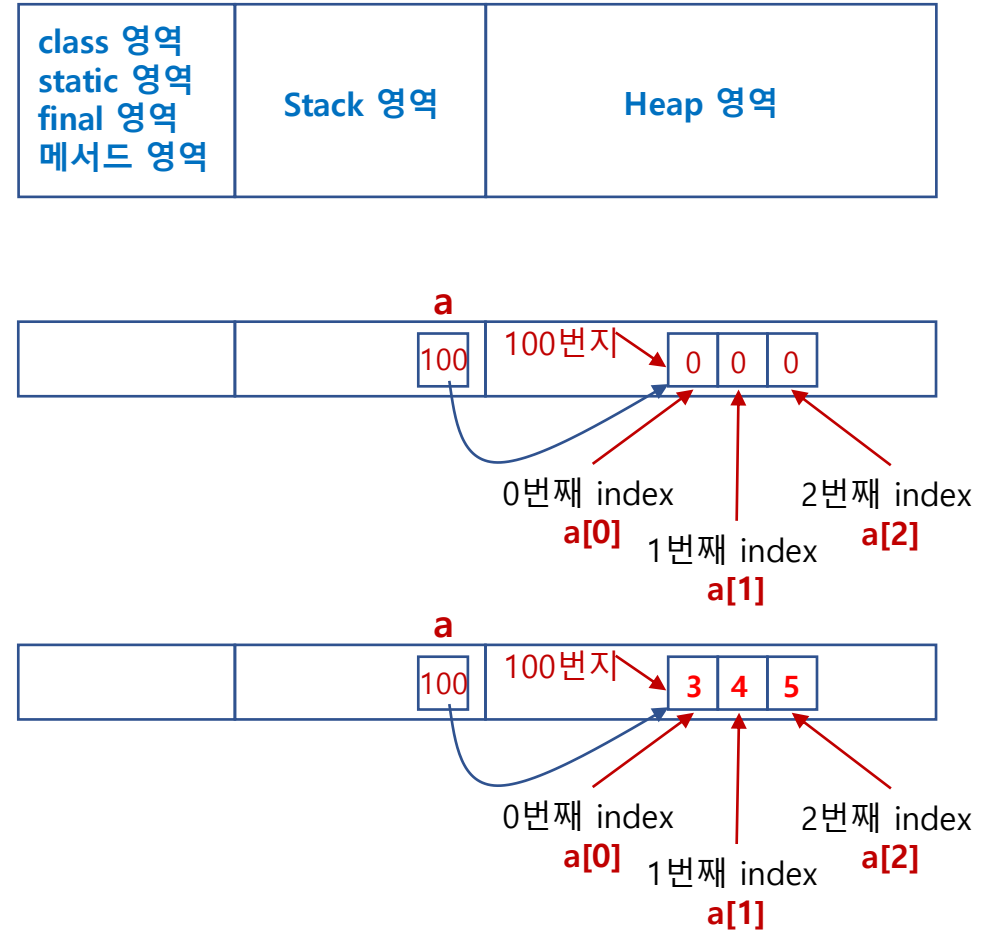 class 영역
static 영역
final 영역
메서드 영역
Stack 영역
Heap 영역
a
100
100번지
0 0 0
0번째 index
a[0]
1번째 index
a[1]
2번째 index
a[2]
a
100
100번지
3 4 5
0번째 index
a[0]
1번째 index
a[1]
2번째 index
a[2]